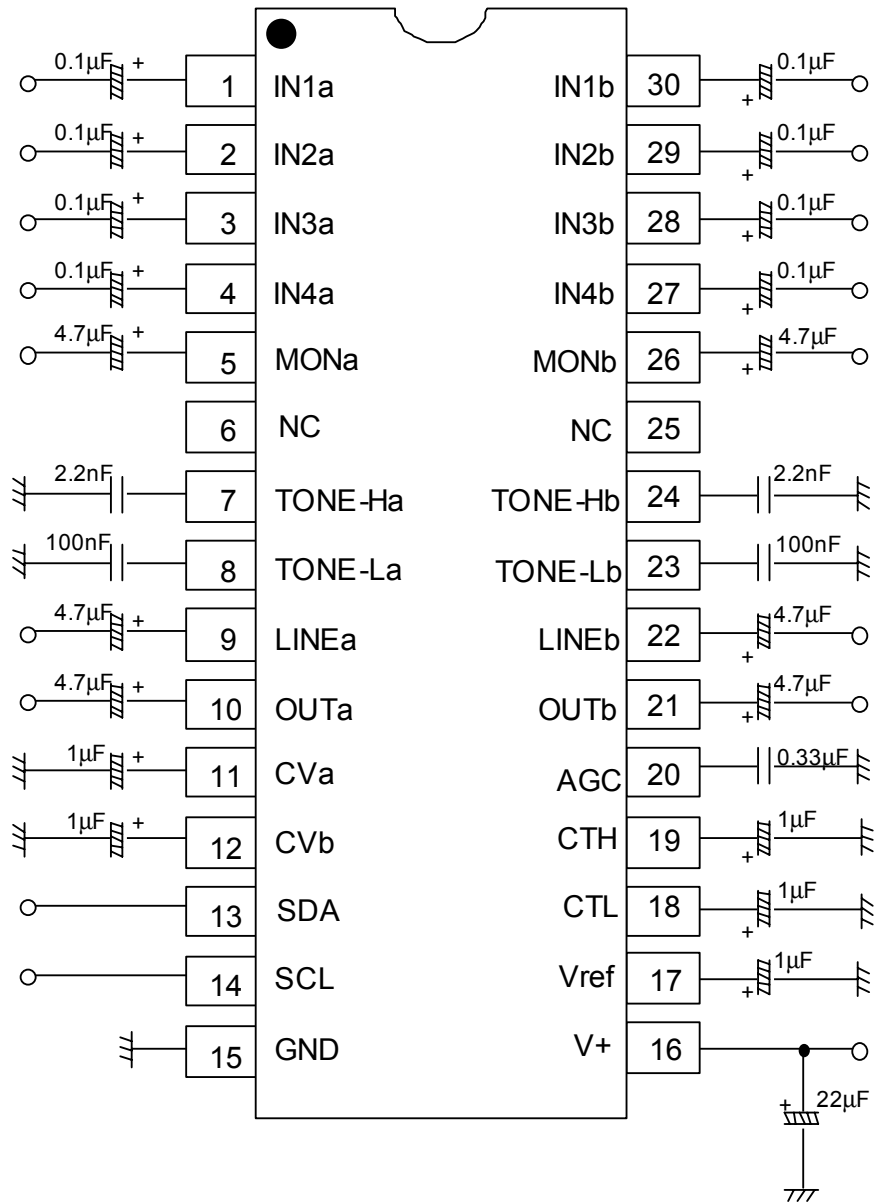 0.1µF + 1 IN1a IN1b 30 + 0.1µF
0.1µF + 2 IN2a IN2b 29 + 0.1µF
0.1µF + 3 IN3a IN3b 28 + 0.1µF
0.1µF + 4 IN4a IN4b 27 + 0.1µF
4.7µF + 5 MONa MONb 26 + 4.7µF
6 NC NC 25
2.2nF 7 TONE-Ha TONE-Hb 24 2.2nF
100nF 8 TONE-La TONE-Lb 23 100nF
4.7µF + 9 LINEa LINEb 22 + 4.7µF
4.7µF + 10 OUTa OUTb 21 + 4.7µF
1µF + 11 CVa AGC 20 0.33µF
1µF + 12 CVb CTH 19 + 1µF
13 SDA CTL 18 + 1µF
14 SCL Vref 17 + 1µF
15 GND V+ 16
+ 22µF